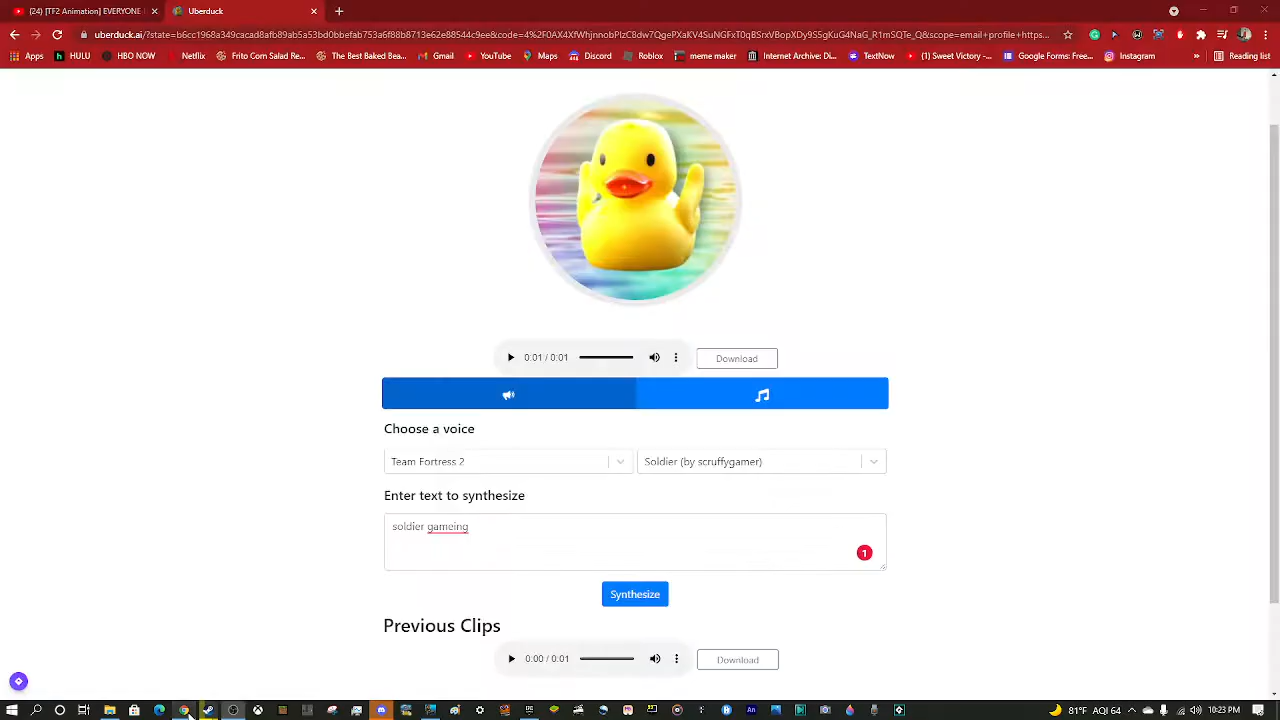 (24) [TF2 Animation] EVERYONE
Uberduck
uberduck.ai/?state=b6cc1968a349cacad8afb89ab5a53bd0bbefab753a6f88b8713e62e88544c9ee&code=4%2F0AX4XfWhjnnobPIzC8dw7QgePXaKV4SuNGFxT0qBSrxVBopXDy9S5gKuG4NaG_R1mSQTe_Q&scope=email+profile+https...
Apps
HULU
HBO NOW
Netflix
Frito Corn Salad Re...
The Best Baked Bea...
Gmail
YouTube
Maps
Discord
Roblox
meme maker
Internet Archive: Di...
TextNow
(1) Sweet Victory -...
Google Forms: Free...
Instagram
»
Reading list
0:01 / 0:01
Download
Choose a voice
Team Fortress 2
Soldier (by scruffygamer)
Enter text to synthesize
soldier gameing
1
Synthesize
Previous Clips
0:00 / 0:01
Download
81°F
10:23 PM